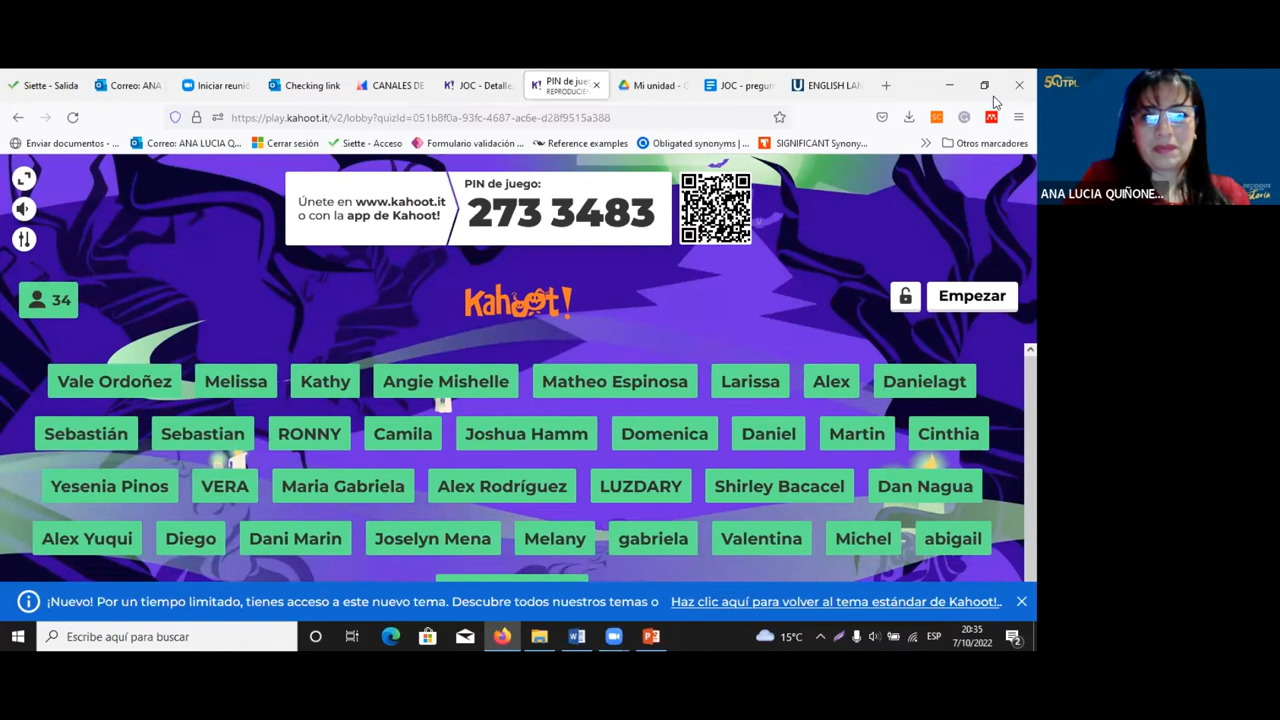 Siette - Salida
Correo: ANA
Iniciar reunió
Checking link
CANALES DE
JOC - Detalle
PIN de jue
REPRODUCIEN
Mi unidad - G
JOC - pregun
ENGLISH LAN
https://play.kahoot.it/v2/lobby?quizId=051b8f0a-93fc-4687-ac6e-d28f9515a388
Enviar documentos - ...
Correo: ANA LUCIA Q...
Cerrar sesión
Siette - Acceso
Formulario validación ...
Reference examples
Obligated synonyms | ...
SIGNIFICANT Synony...
Otros marcadores
50 UTPL
ANA LUCIA QUIÑONE...
Únete en www.kahoot.it
o con la app de Kahoot!
PIN de juego:
273 3483
34
Kahoot!
Empezar
Vale Ordoñez Melissa Kathy Angie Mishelle Matheo Espinosa Larissa Alex Danielagt
Sebastián Sebastian RONNY Camila Joshua Hamm Domenica Daniel Martin Cinthia
Yesenia Pinos VERA Maria Gabriela Alex Rodríguez LUZDARY Shirley Bacacel Dan Nagua
Alex Yuqui Diego Dani Marin Joselyn Mena Melany gabriela Valentina Michel abigail
¡Nuevo! Por un tiempo limitado, tienes acceso a este nuevo tema. Descubre todos nuestros temas o Haz clic aquí para volver al tema estándar de Kahoot!.
Escribe aquí para buscar
15°C
ESP
20:35
7/10/2022
2